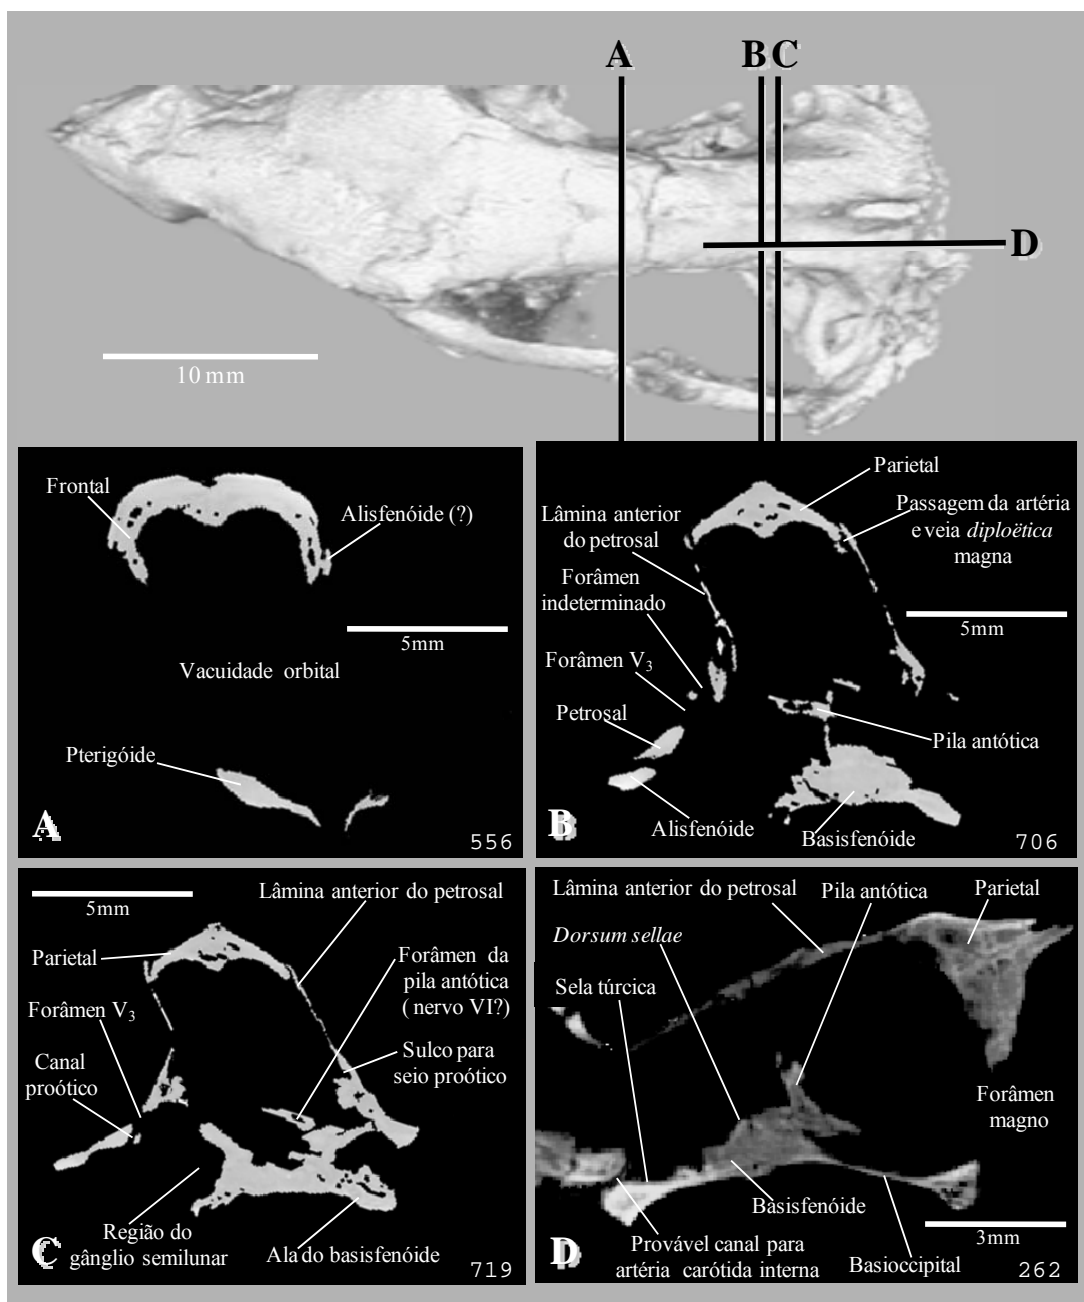 A
B C
D
10 mm
Frontal
Alisfenóide (?)
5mm
Vacuidade orbital
Pterigóide
A
556
Parietal
Lâmina anterior
do petrosal
Passagem da artéria
e veia diploëtica
magna
Forâmen
indeterminado
5mm
Forâmen V3
Petrosal
Pila antótica
Alisfenóide
Basisfenóide
B
706
5mm
Lâmina anterior do petrosal
Parietal
Forâmen da
pila antótica
( nervo VI?)
Forâmen V3
Canal
proótico
Sulco para
seio proótico
Região do
gânglio semilunar
Ala do basisfenóide
C
719
Lâmina anterior do petrosal
Pila antótica
Parietal
Dorsum sellae
Sela túrcica
Forâmen
magno
Basisfenóide
Provável canal para
artéria carótida interna
Basioccipital
3mm
D
262